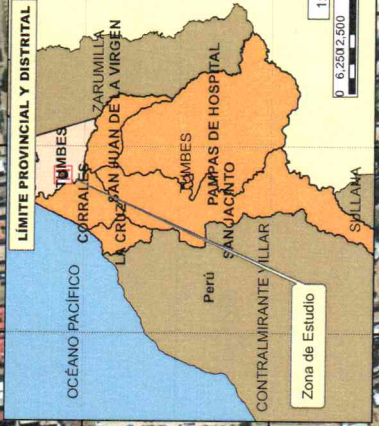 LÍMITE PROVINCIAL Y DISTRITAL
ZARUMILLA
TUMBES
CORRALES
SAN JUAN DE LA VIRGEN
LA CRUZ
OCÉANO PACÍFICO
TUMBES
PAMPAS DE HOSPITAL
SAN JACINTO
Perú
CONTRALMIRANTE VILLAR
SULLANA
Zona de Estudio
1:
0 6,250 12,500